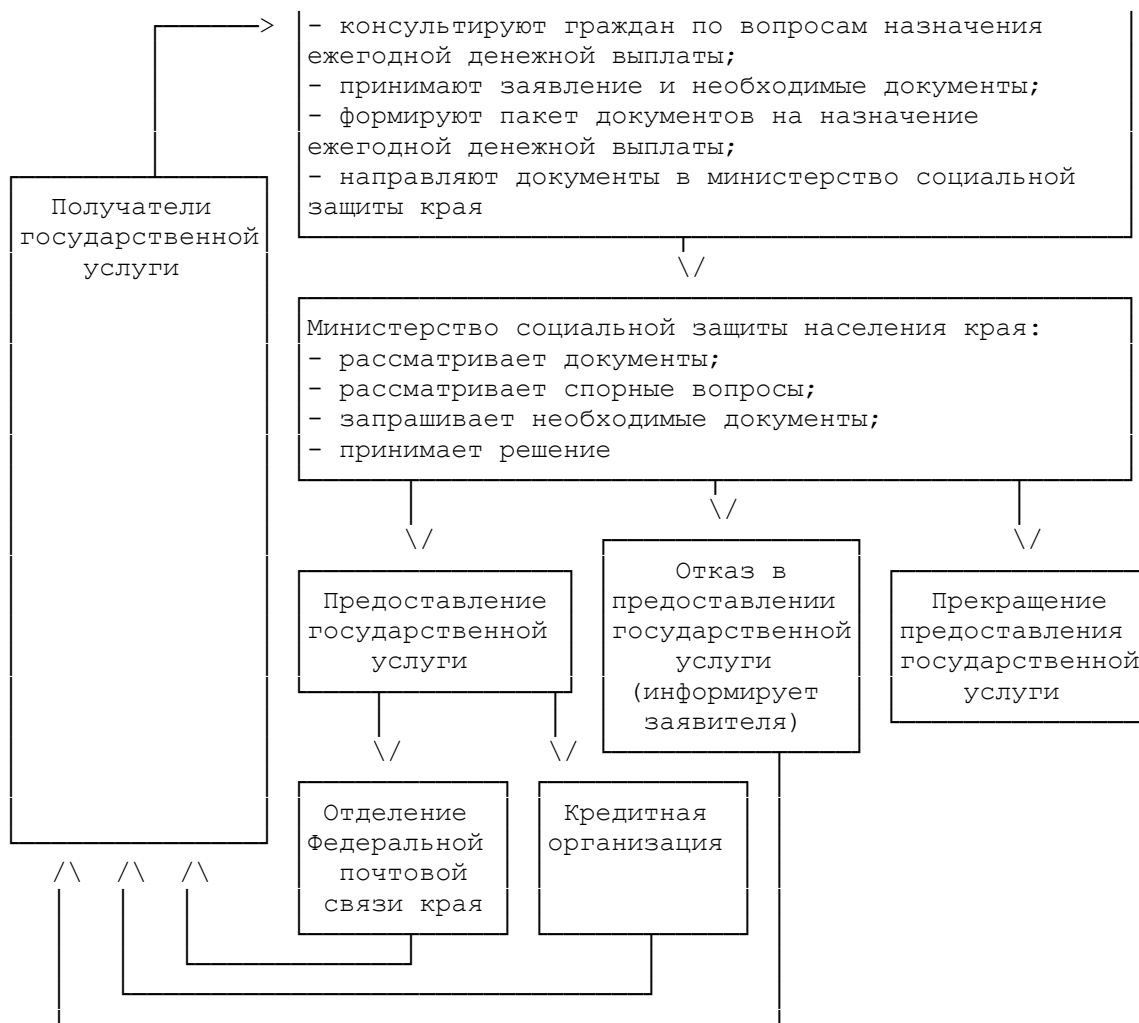 - консультируют граждан по вопросам назначения
ежегодной денежной выплаты;
- принимают заявление и необходимые документы;
- формируют пакет документов на назначение
ежегодной денежной выплаты;
- направляют документы в министерство социальной
защиты края
Получатели
государственной
услуги
Министерство социальной защиты населения края:
- рассматривает документы;
- рассматривает спорные вопросы;
- запрашивает необходимые документы;
- принимает решение
Предоставление
государственной
услуги
Отказ в
предоставлении
государственной
услуги
(информирует
заявителя)
Прекращение
предоставления
государственной
услуги
Отделение
Федеральной
почтовой
связи края
Кредитная
организация